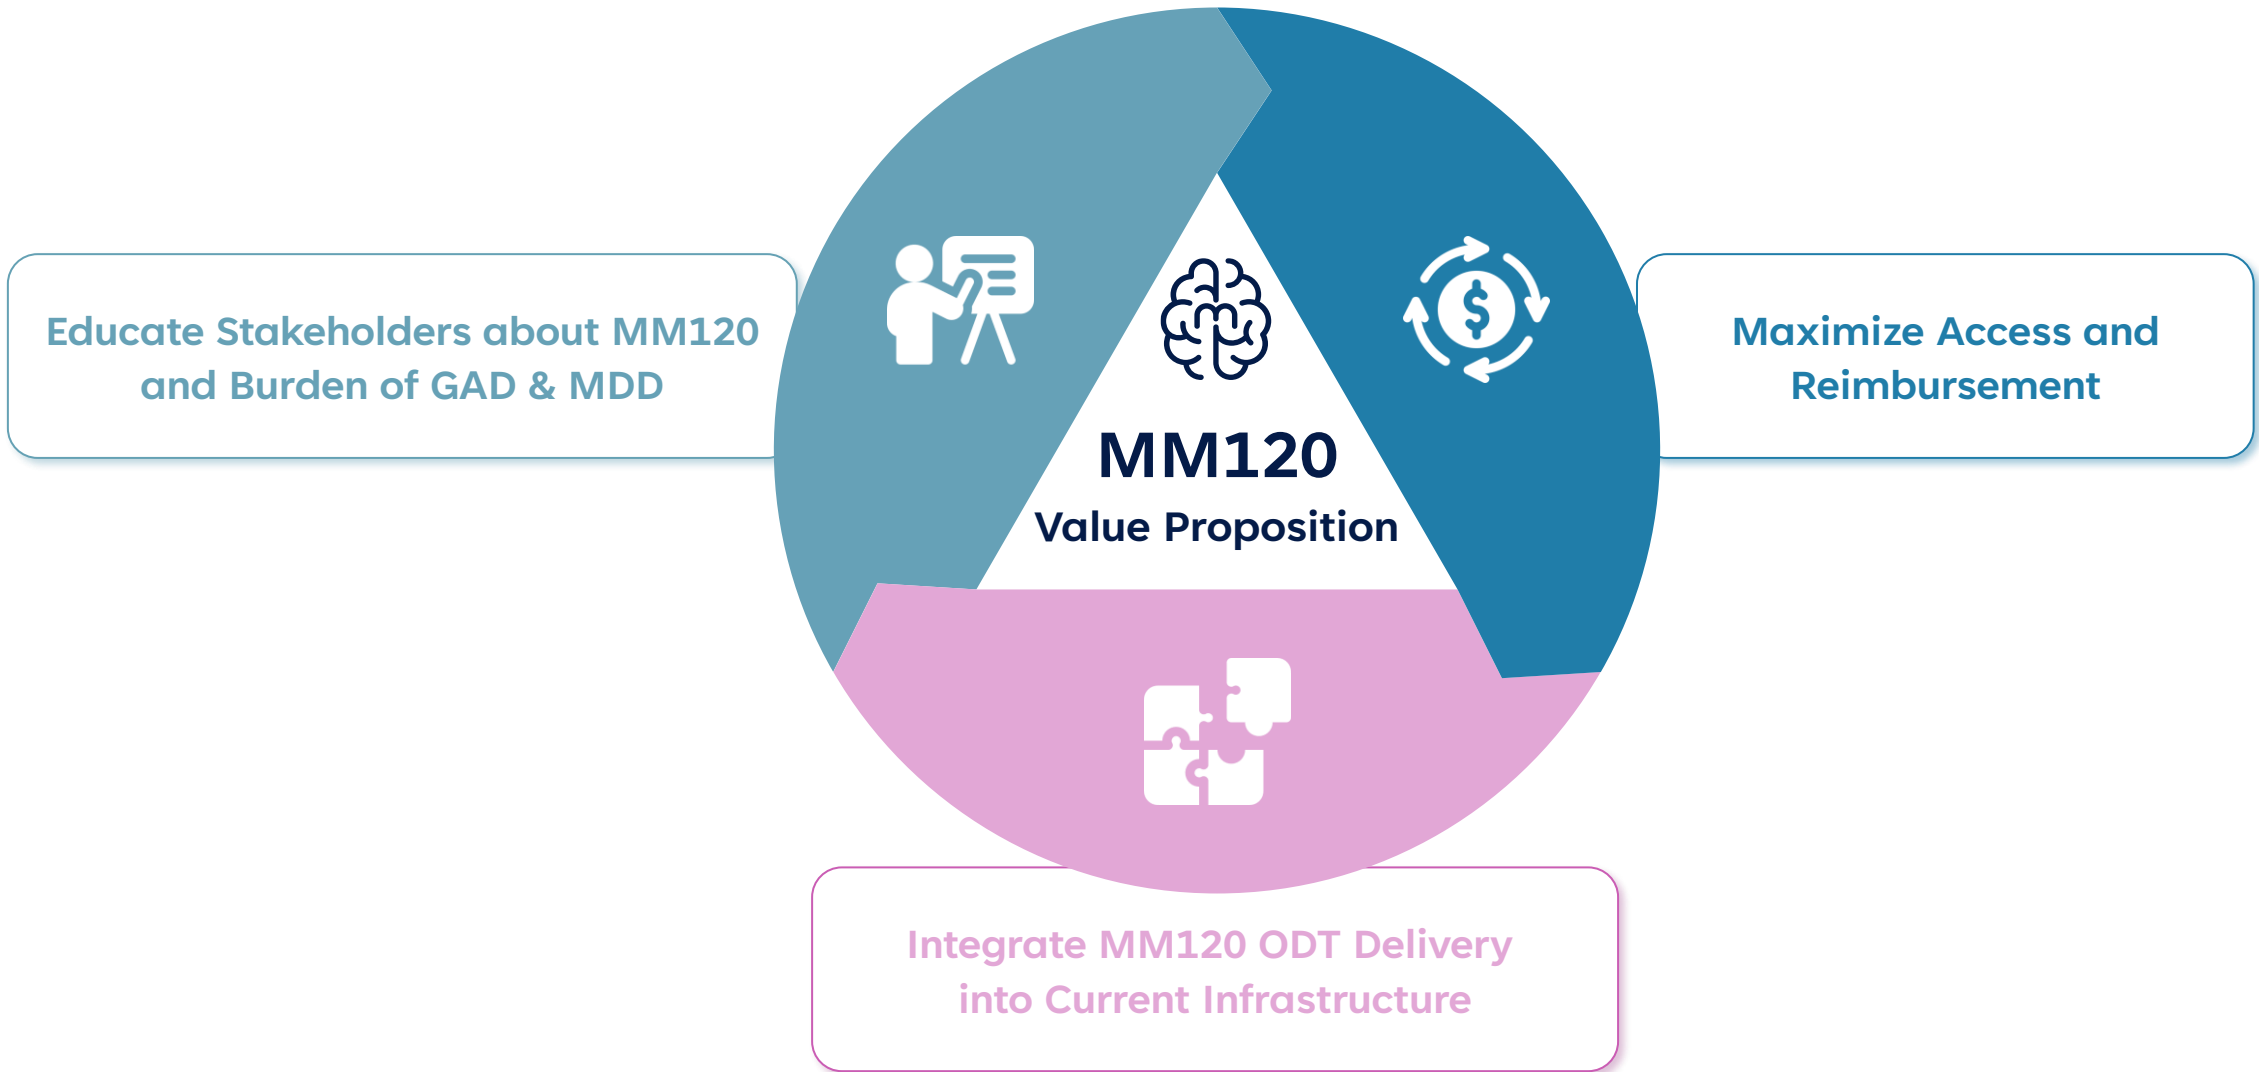 Educate Stakeholders about MM120
and Burden of GAD & MDD
MM120
Value Proposition
Maximize Access and
Reimbursement
Integrate MM120 ODT Delivery
into Current Infrastructure